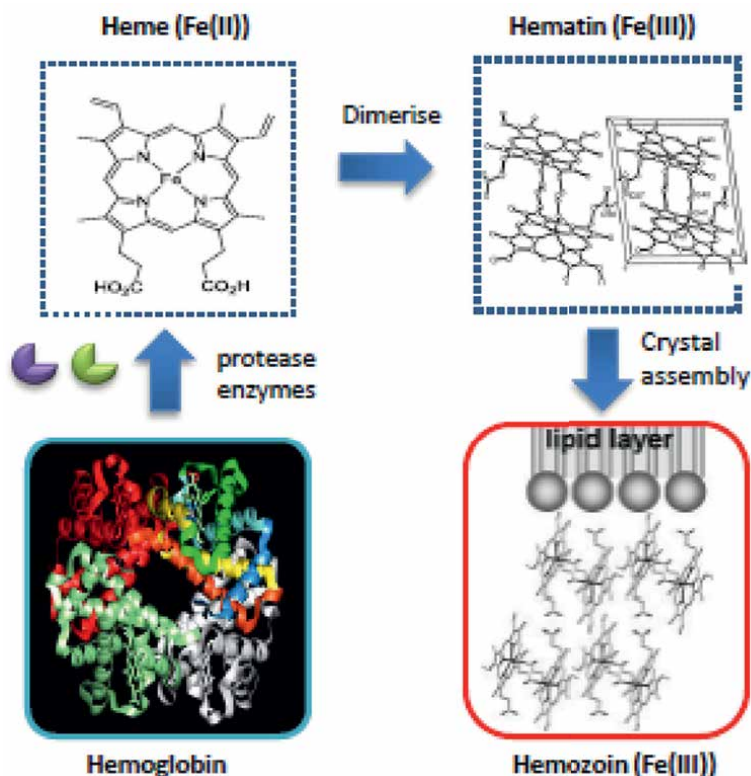 Heme (Fe(II))
Hematin (Fe(III))
Dimerise
N
N
Fe
N
N
HO₂C
CO₂H
protease
enzymes
Crystal
assembly
lipid layer
Hemoglobin
Hemozoin (Fe(III))